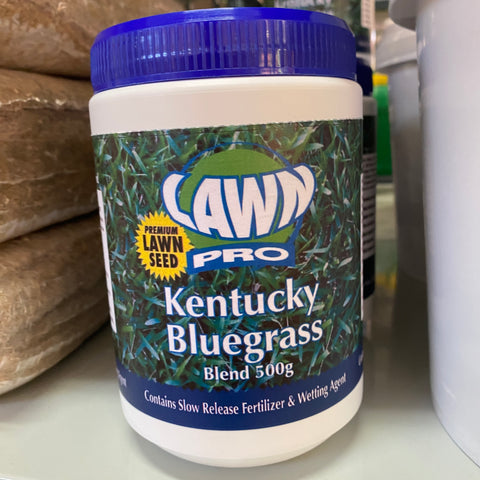 LAWN
PRO
PREMIUM
LAWN
SEED
Kentucky
Bluegrass
Blend 500g
Contains Slow Release Fertilizer & Wetting Agent